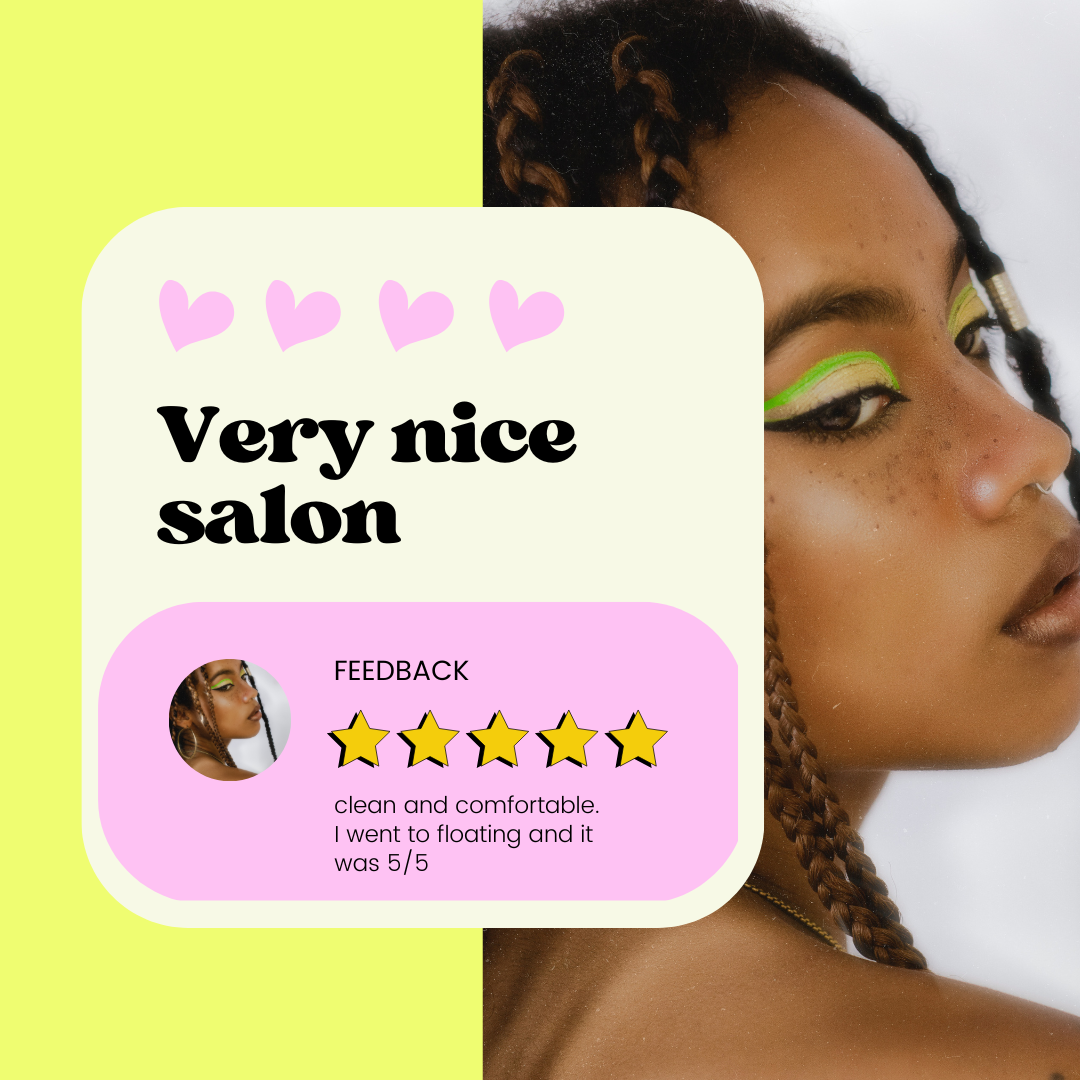 Very nice
salon
FEEDBACK
clean and comfortable.
I went to floating and it
was 5/5